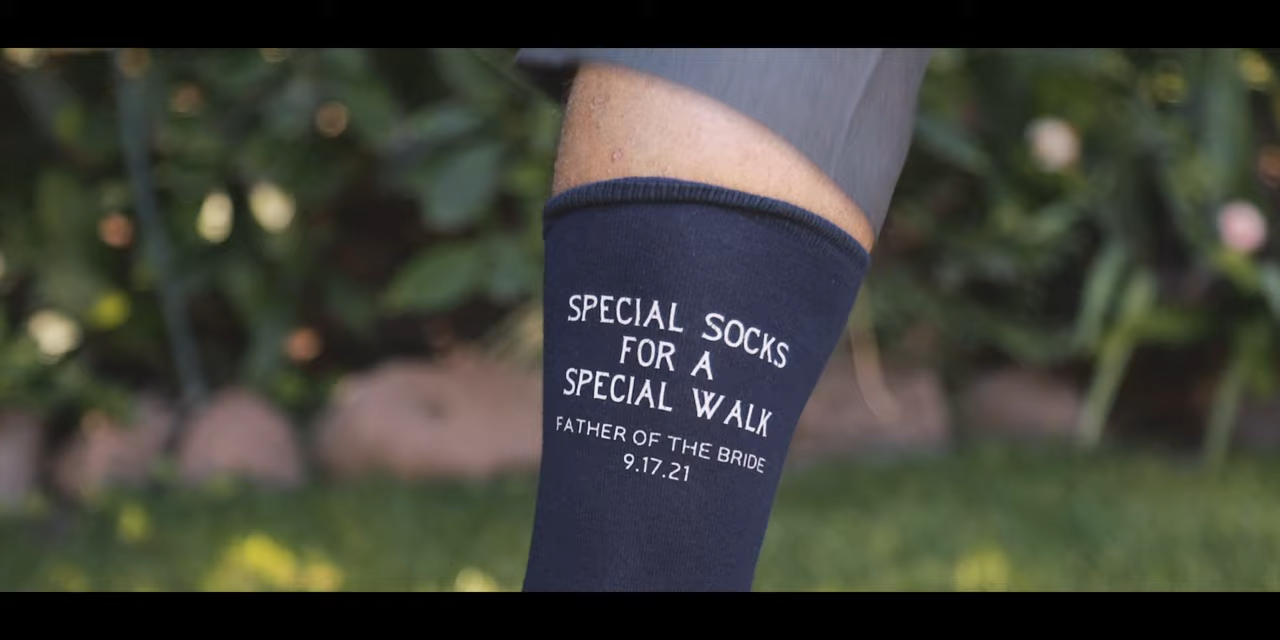 SPECIAL SOCKS
FOR A
SPECIAL WALK
FATHER OF THE BRIDE
9.17.21